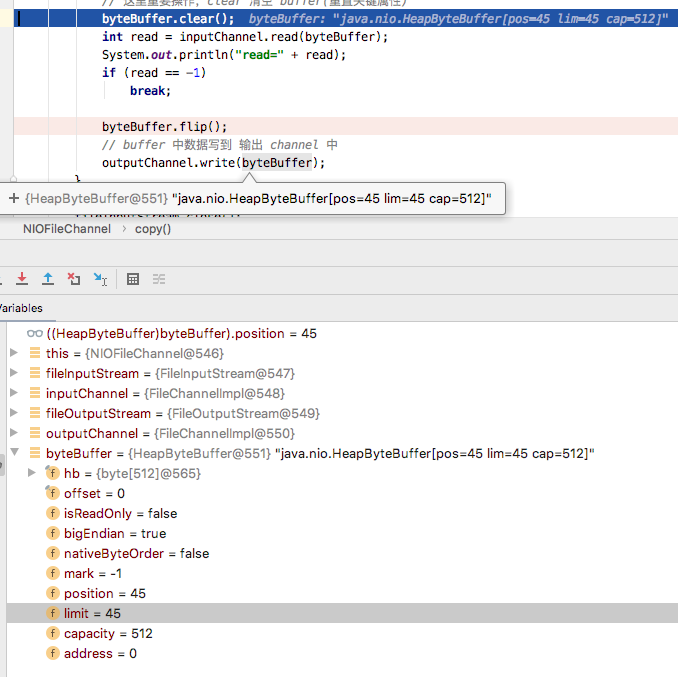 // 这里重要操作, clear 清空 buffer(重置关键属性)
byteBuffer.clear(); byteBuffer: "java.nio.HeapByteBuffer[pos=45 lim=45 cap=512]"
int read = inputChannel.read(byteBuffer);
System.out.println("read=" + read);
if (read == -1)
break;
byteBuffer.flip();
// buffer 中数据写到 输出 channel 中
outputChannel.write(byteBuffer);
}
+ {HeapByteBuffer@551} "java.nio.HeapByteBuffer[pos=45 lim=45 cap=512]"
NIOFileChannel › copy()
Variables
((HeapByteBuffer)byteBuffer).position = 45
this = {NIOFileChannel@546}
fileInputStream = {FileInputStream@547}
inputChannel = {FileChannelImpl@548}
fileOutputStream = {FileOutputStream@549}
outputChannel = {FileChannelImpl@550}
byteBuffer = {HeapByteBuffer@551} "java.nio.HeapByteBuffer[pos=45 lim=45 cap=512]"
f hb = {byte[512]@565}
f offset = 0
f isReadOnly = false
f bigEndian = true
f nativeByteOrder = false
f mark = -1
f position = 45
f limit = 45
f capacity = 512
f address = 0